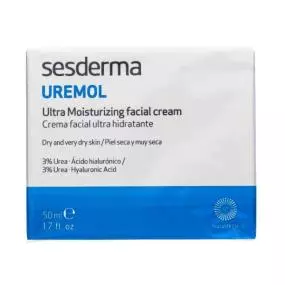 sesderma
UREMOL
Ultra Moisturizing facial cream
Crema facial ultra hidratante
Dry and very dry skin / Piel seca y muy seca
3% Urea · Ácido hialurónico /
3% Urea · Hyaluronic Acid
50 ml ℮
1.7 fl. oz